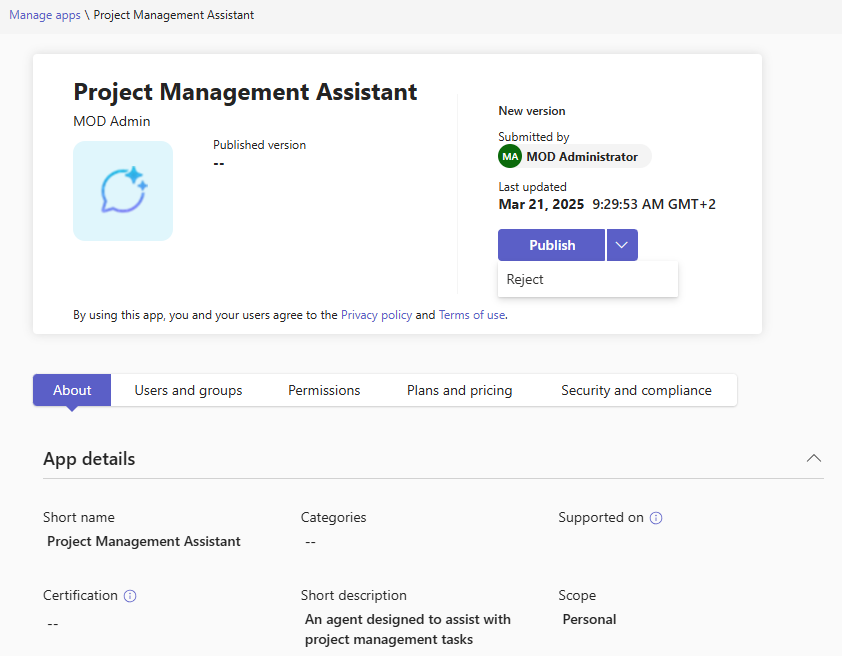 Manage apps \ Project Management Assistant
Project Management Assistant
MOD Admin
Published version
--
New version
Submitted by
MA MOD Administrator
Last updated
Mar 21, 2025 9:29:53 AM GMT+2
Publish
Reject
By using this app, you and your users agree to the Privacy policy and Terms of use.
About Users and groups Permissions Plans and pricing Security and compliance
App details
Short name Categories Supported on
Project Management Assistant --
Certification Short description Scope
-- An agent designed to assist with Personal
project management tasks